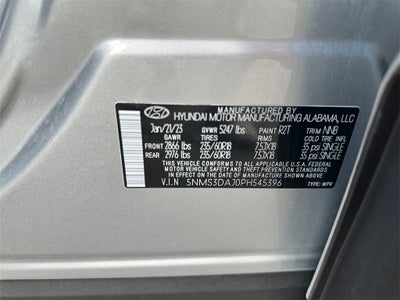 MANUFACTURED BY
HYUNDAI MOTOR MANUFACTURING ALABAMA, LLC
Jan/21/23 GVWR 5247 lbs PAINT R2T TRIM NNB
GAWR TIRES RIMS COLD PRESSURE
FRONT 2866 lbs 235/60R18 7.5JX18 35 psi SINGLE
REAR 2976 lbs 235/60R18 7.5JX18 35 psi SINGLE
THIS VEHICLE CONFORMS TO ALL APPLICABLE U.S.A. FEDERAL
MOTOR VEHICLE SAFETY AND THEFT PREVENTION STANDARDS
IN EFFECT ON THE DATE OF MANUFACTURE SHOWN ABOVE.
V.I.N 5NMS3DAJ0PH545396 TYPE: MPV